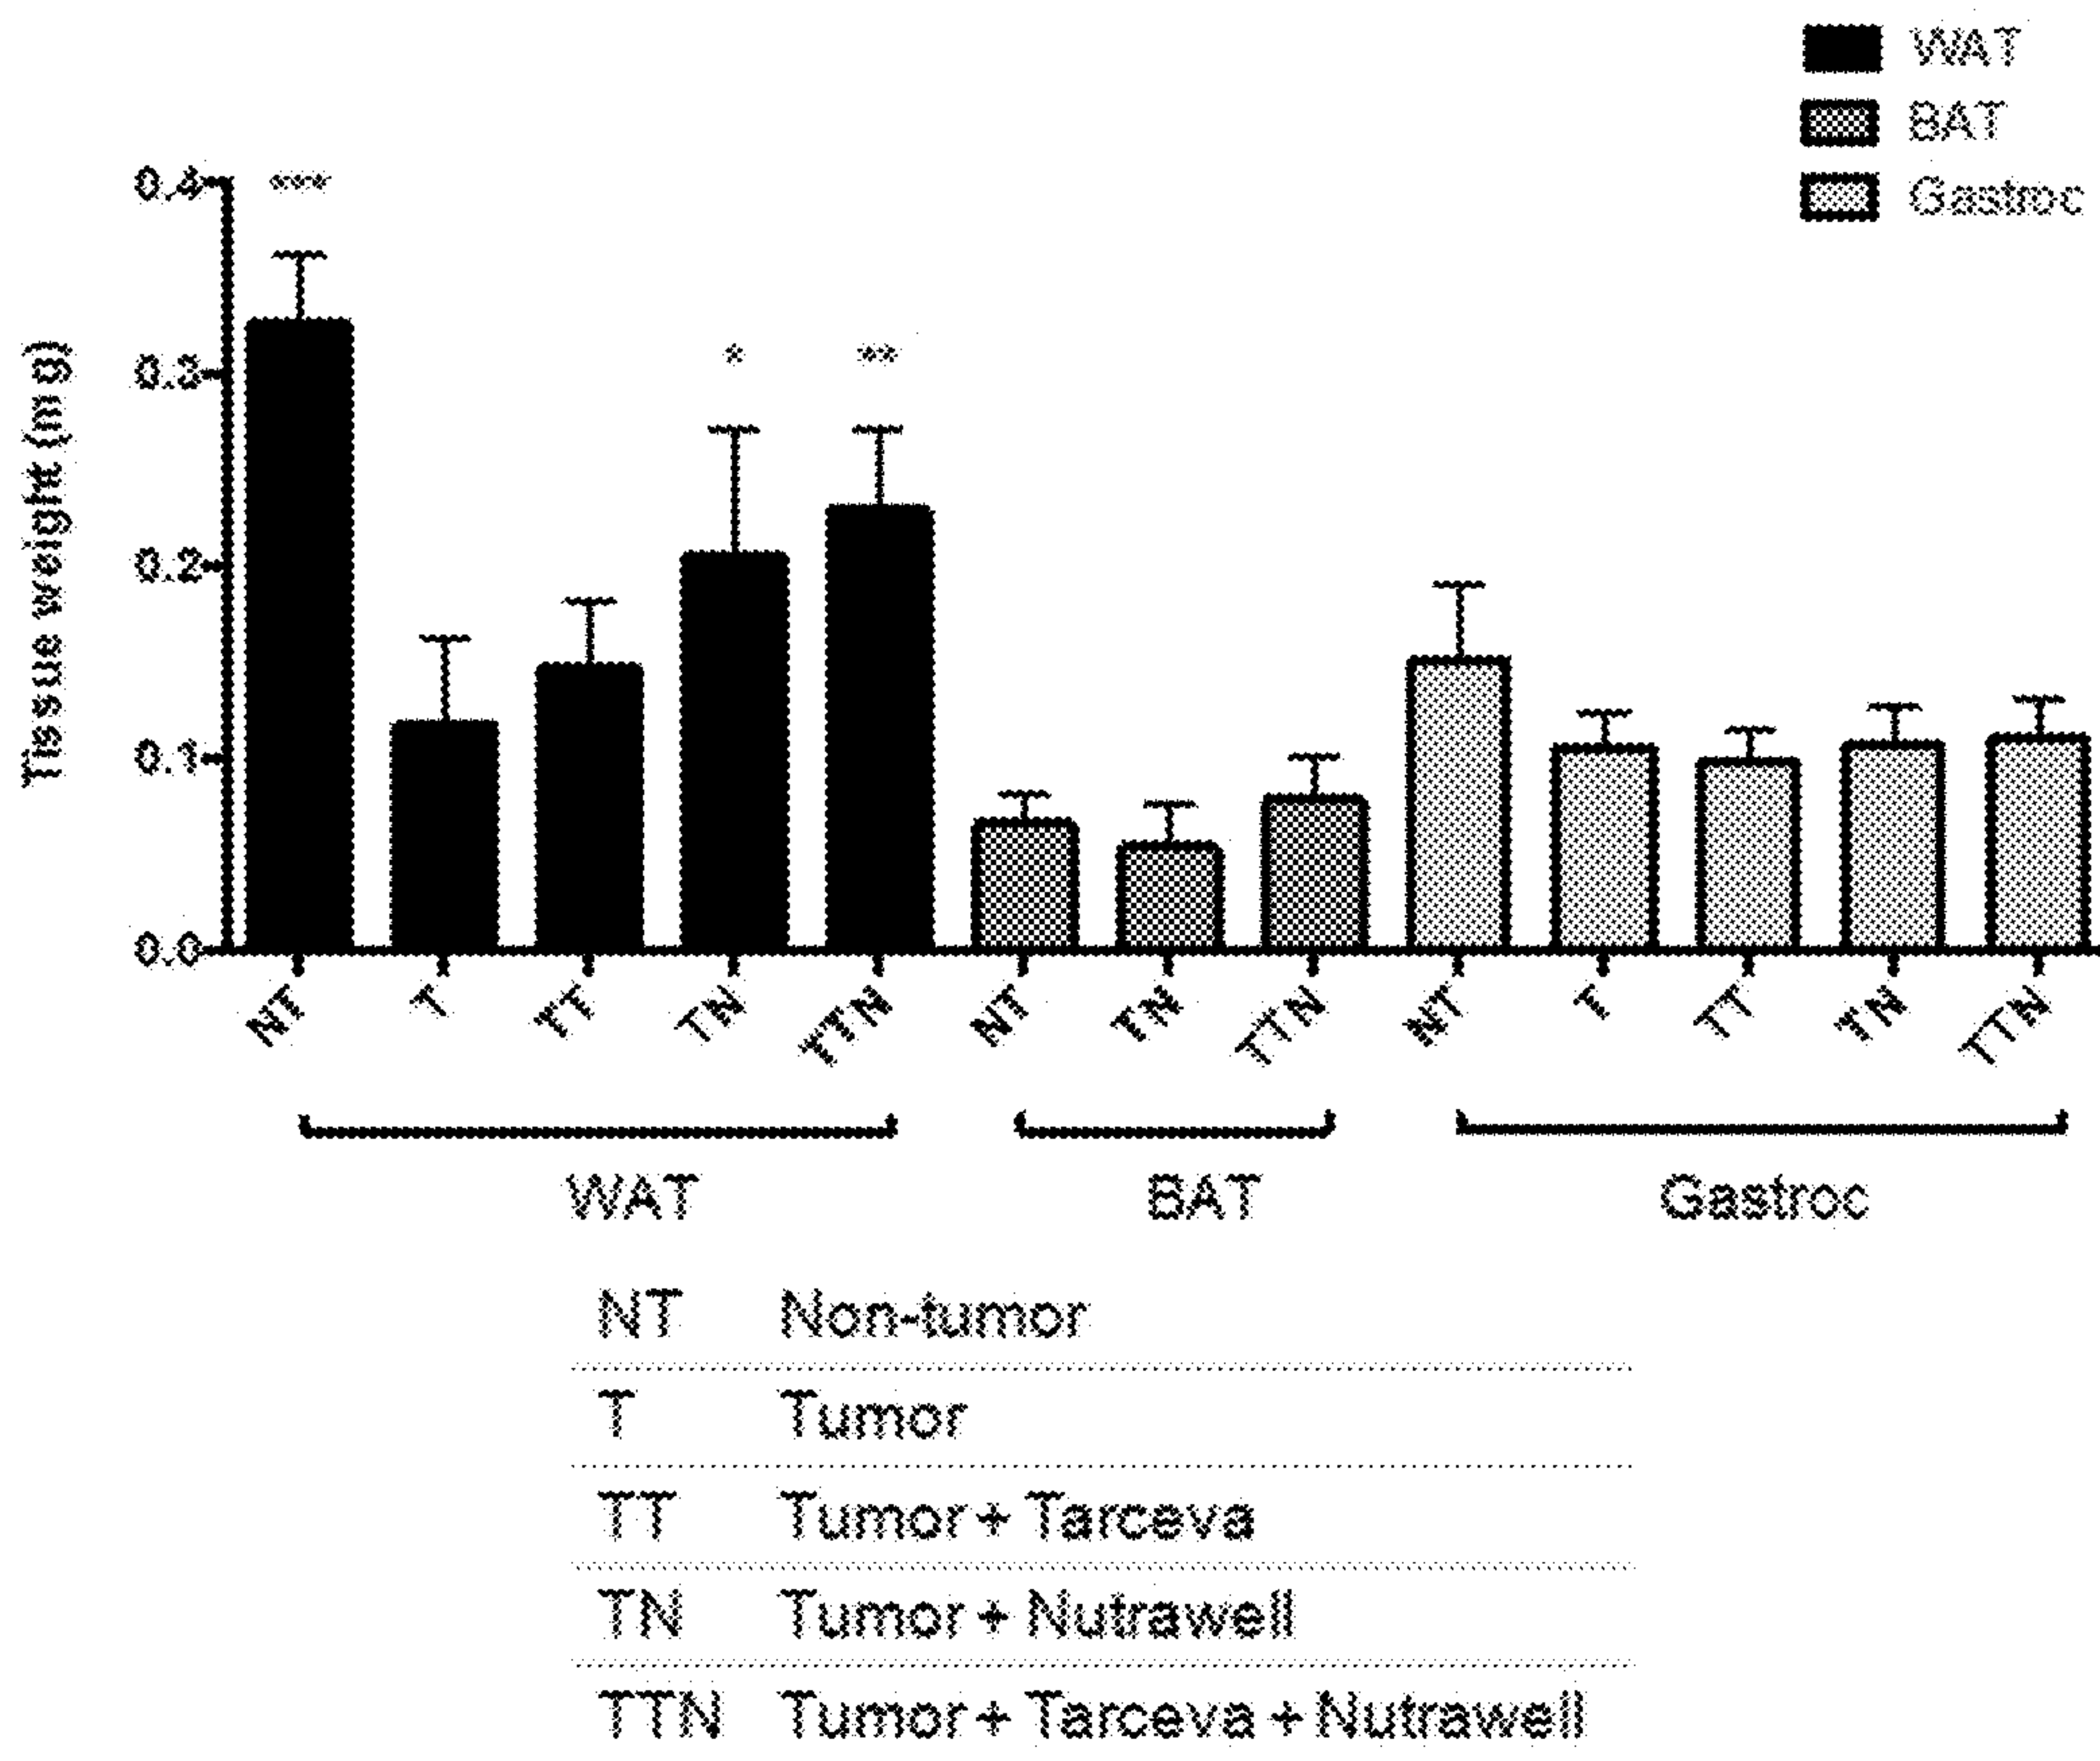 WAT
BAT
Gastroc
Tissue weight (mg)
0.4
0.3
0.2
0.1
0.0
***
*
**
NT T TT TN TTN NT TN TTN NT T TT TN TTN
WAT BAT Gastroc
NT Non-tumor
T Tumor
TT Tumor + Tarceva
TN Tumor + Nutrawell
TTN Tumor + Tarceva + Nutrawell